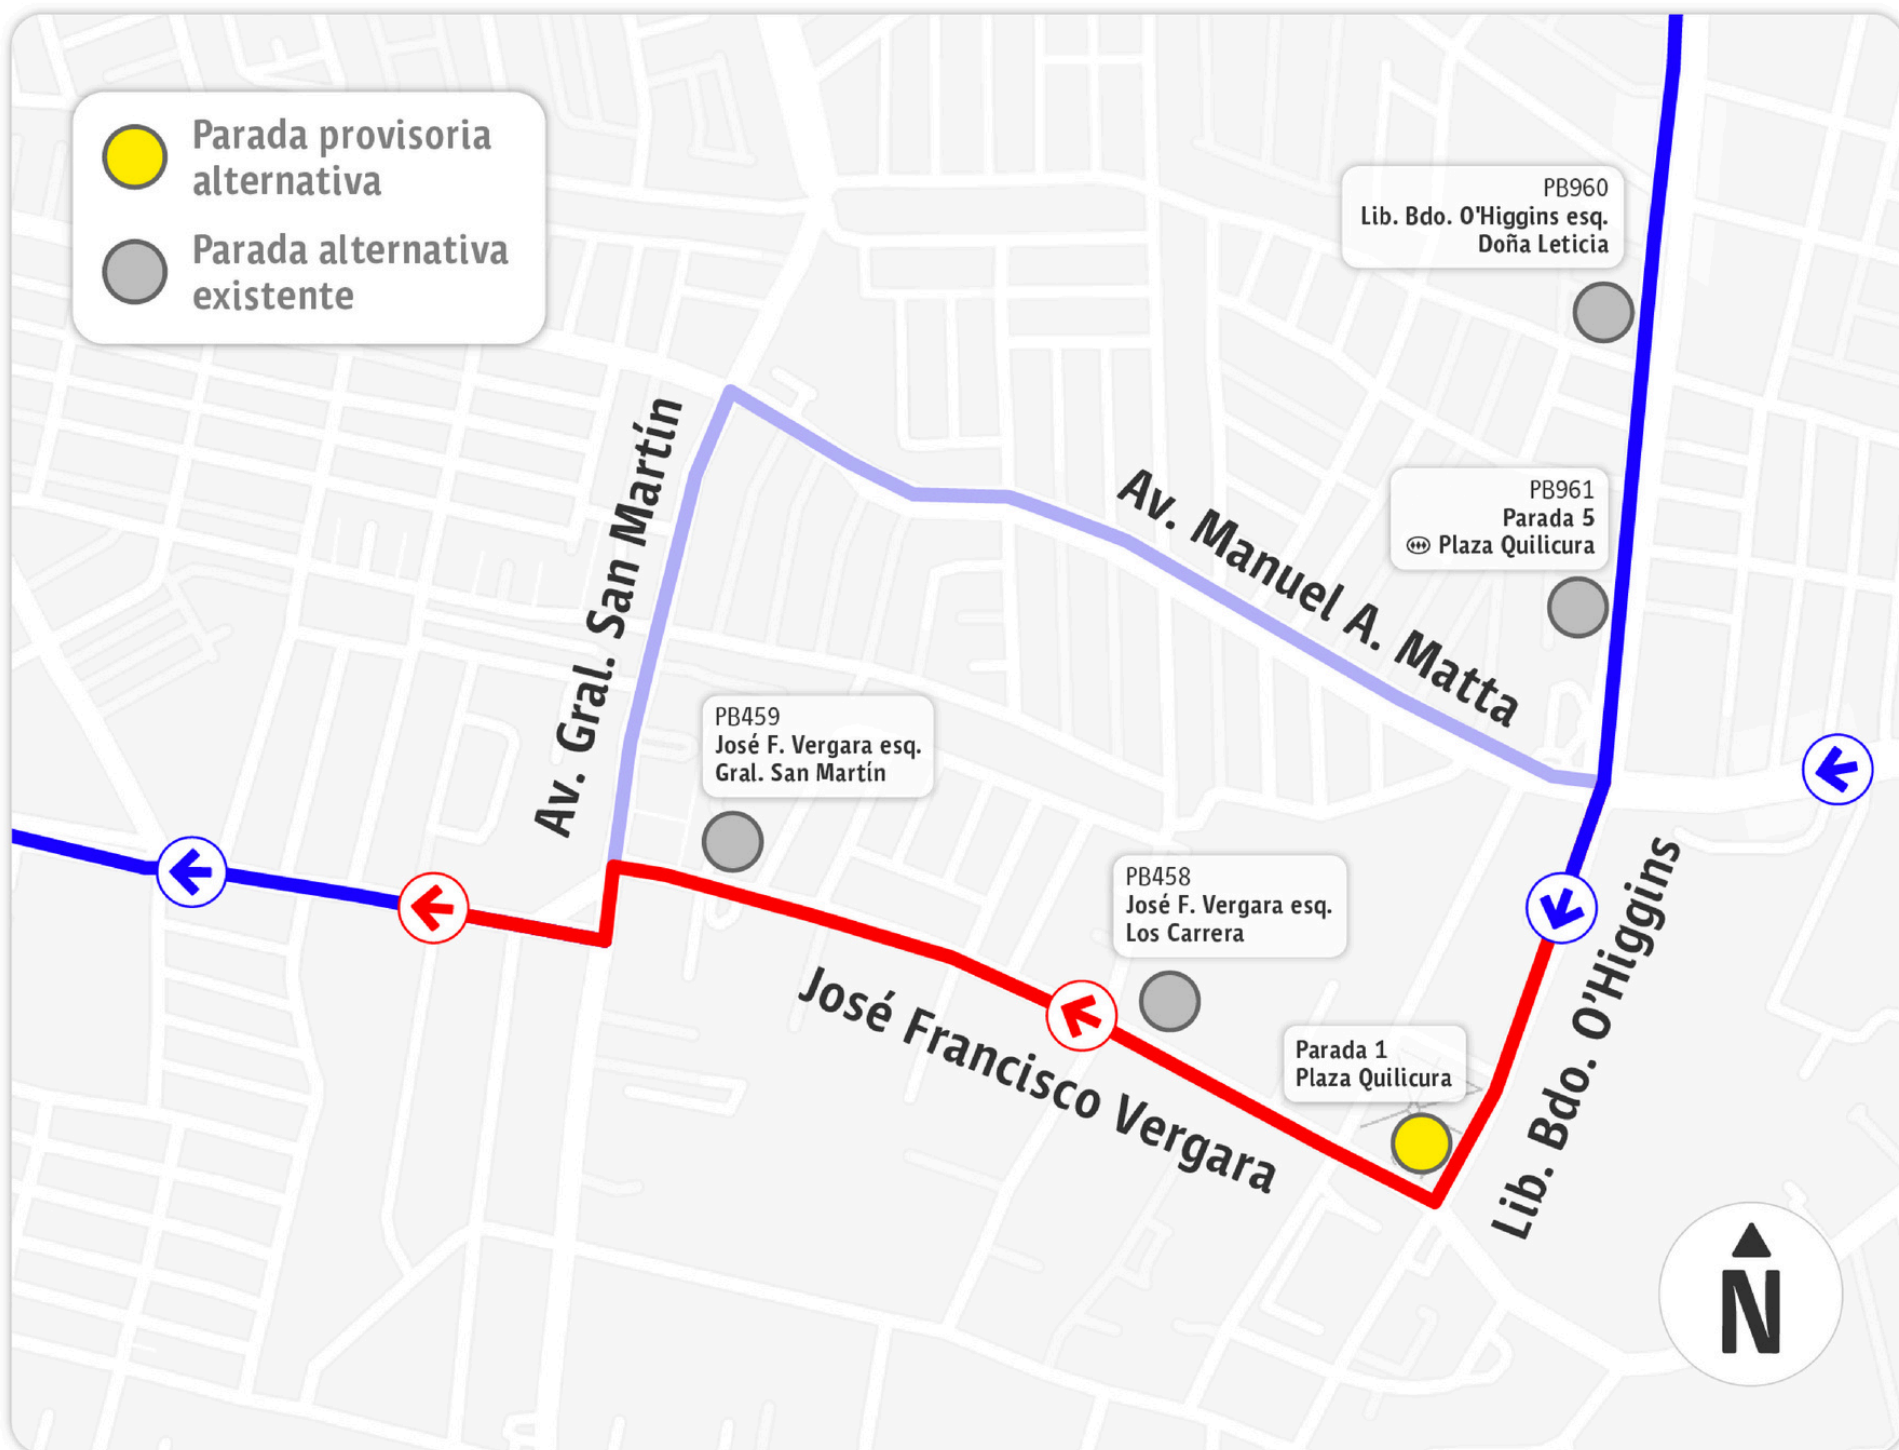 Parada provisoria
alternativa
Parada alternativa
existente
PB960
Lib. Bdo. O'Higgins esq.
Doña Leticia
Av. Gral. San Martín
Av. Manuel A. Matta
PB961
Parada 5
Plaza Quilicura
PB459
José F. Vergara esq.
Gral. San Martín
PB458
José F. Vergara esq.
Los Carrera
José Francisco Vergara
Parada 1
Plaza Quilicura
Lib. Bdo. O'Higgins
N